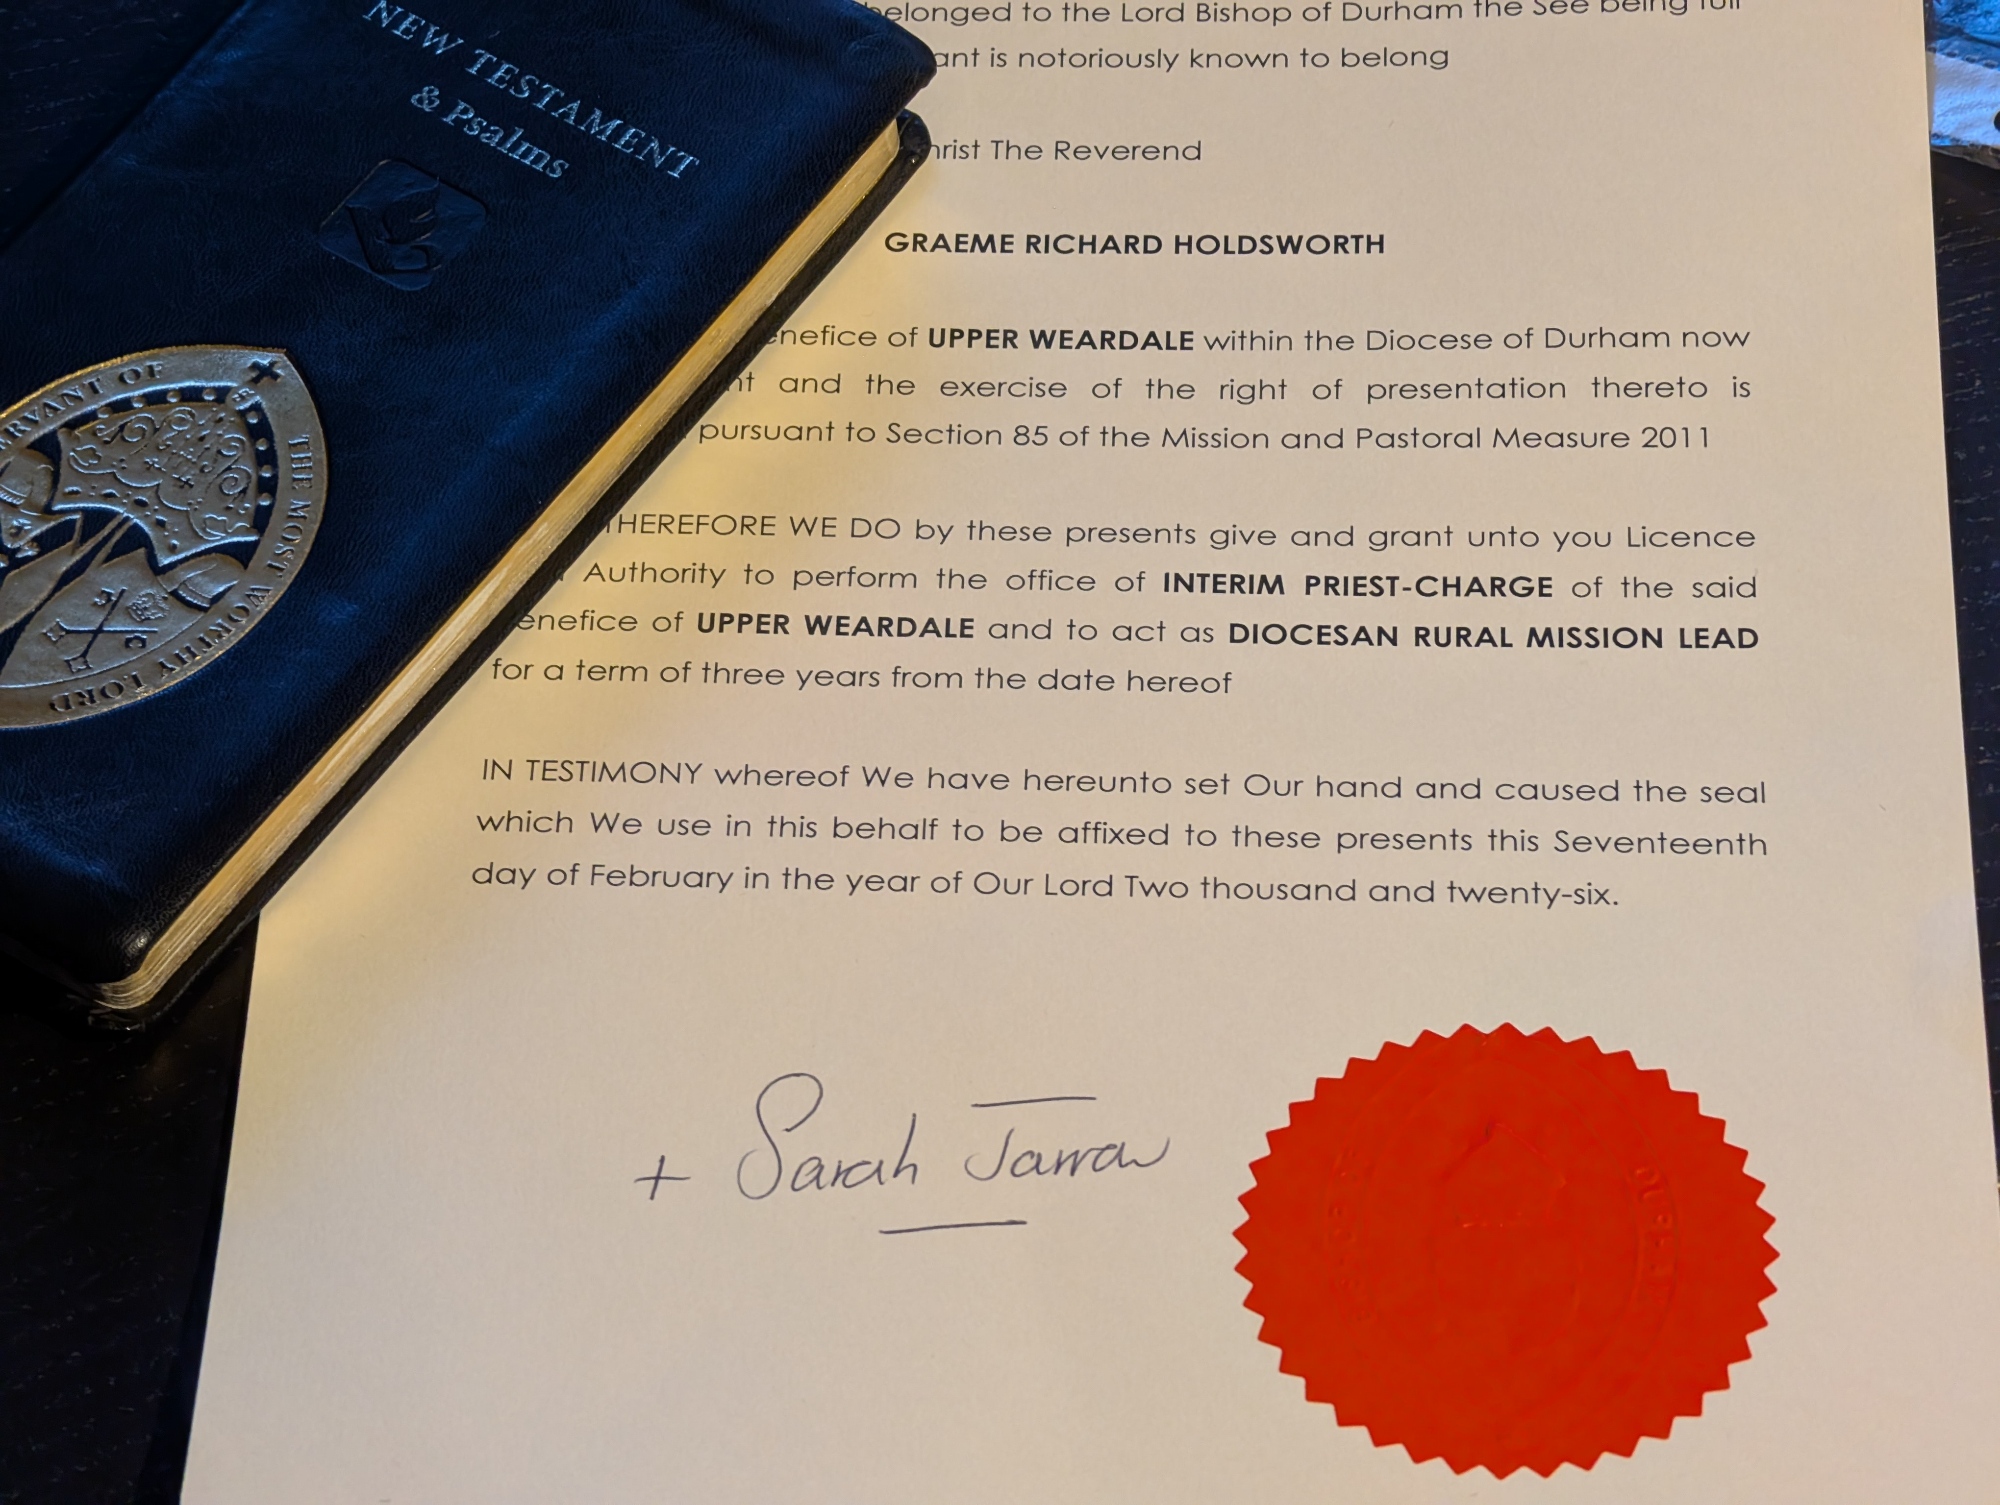 NEW TESTAMENT
& Psalms
SERVANT OF
THE MOST WORTHY LORD
belonged to the Lord Bishop of Durham the See being full
is notoriously known to belong
The Reverend
GRAEME RICHARD HOLDSWORTH
of UPPER WEARDALE within the Diocese of Durham now
and the exercise of the right of presentation thereto is
pursuant to Section 85 of the Mission and Pastoral Measure 2011
THEREFORE WE DO by these presents give and grant unto you Licence
Authority to perform the office of INTERIM PRIEST-CHARGE of the said
enefice of UPPER WEARDALE and to act as DIOCESAN RURAL MISSION LEAD
for a term of three years from the date hereof
IN TESTIMONY whereof We have hereunto set Our hand and caused the seal
which We use in this behalf to be affixed to these presents this Seventeenth
day of February in the year of Our Lord Two thousand and twenty-six.
+ Sarah Jarrow